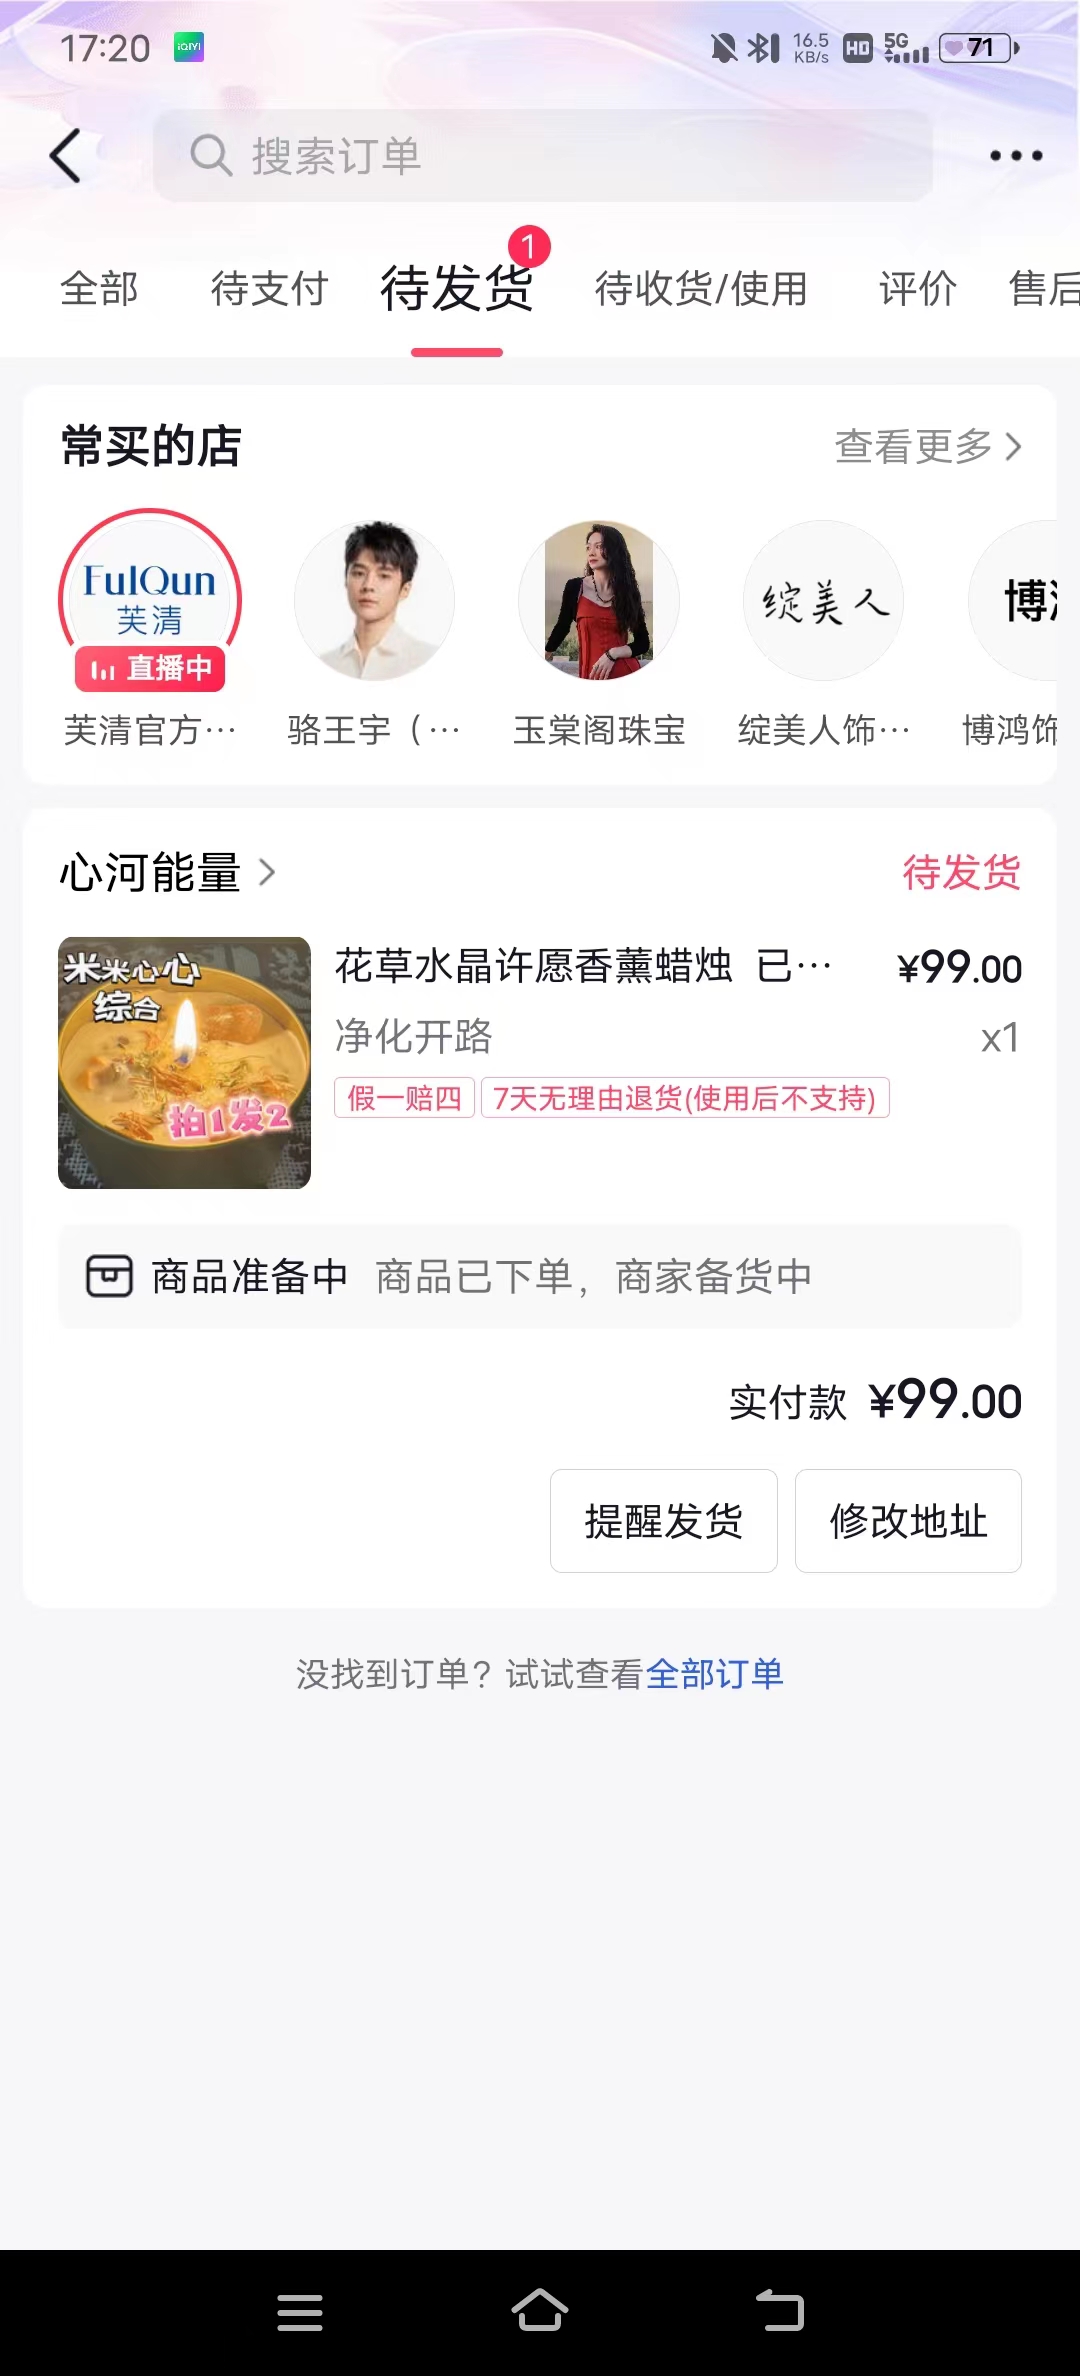 17:20
iQIYI
16.5 KB/s HD 5G 71
搜索订单
1
全部 待支付 待发货 待收货/使用 评价 售后
常买的店 查看更多
FulQun
芙清
直播中
绽美人
芙清官方… 骆王宇（… 玉棠阁珠宝 绽美人饰… 博鸿饰
心河能量 待发货
米米心心
综合
拍1发2
花草水晶许愿香薰蜡烛 已… ¥99.00
净化开路 x1
假一赔四 7天无理由退货(使用后不支持)
商品准备中 商品已下单，商家备货中
实付款 ¥99.00
提醒发货 修改地址
没找到订单？试试查看全部订单